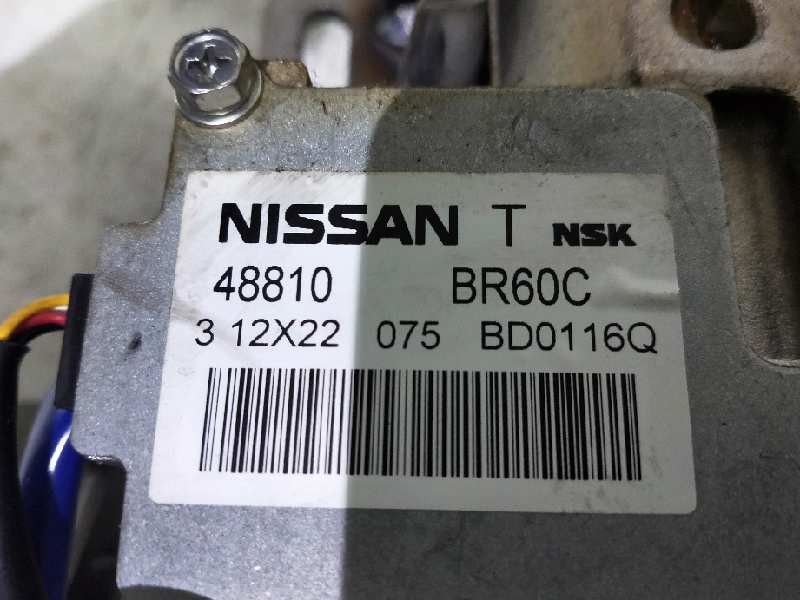 NISSAN T NSK
48810 BR60C
3 12X22 075 BD0116Q